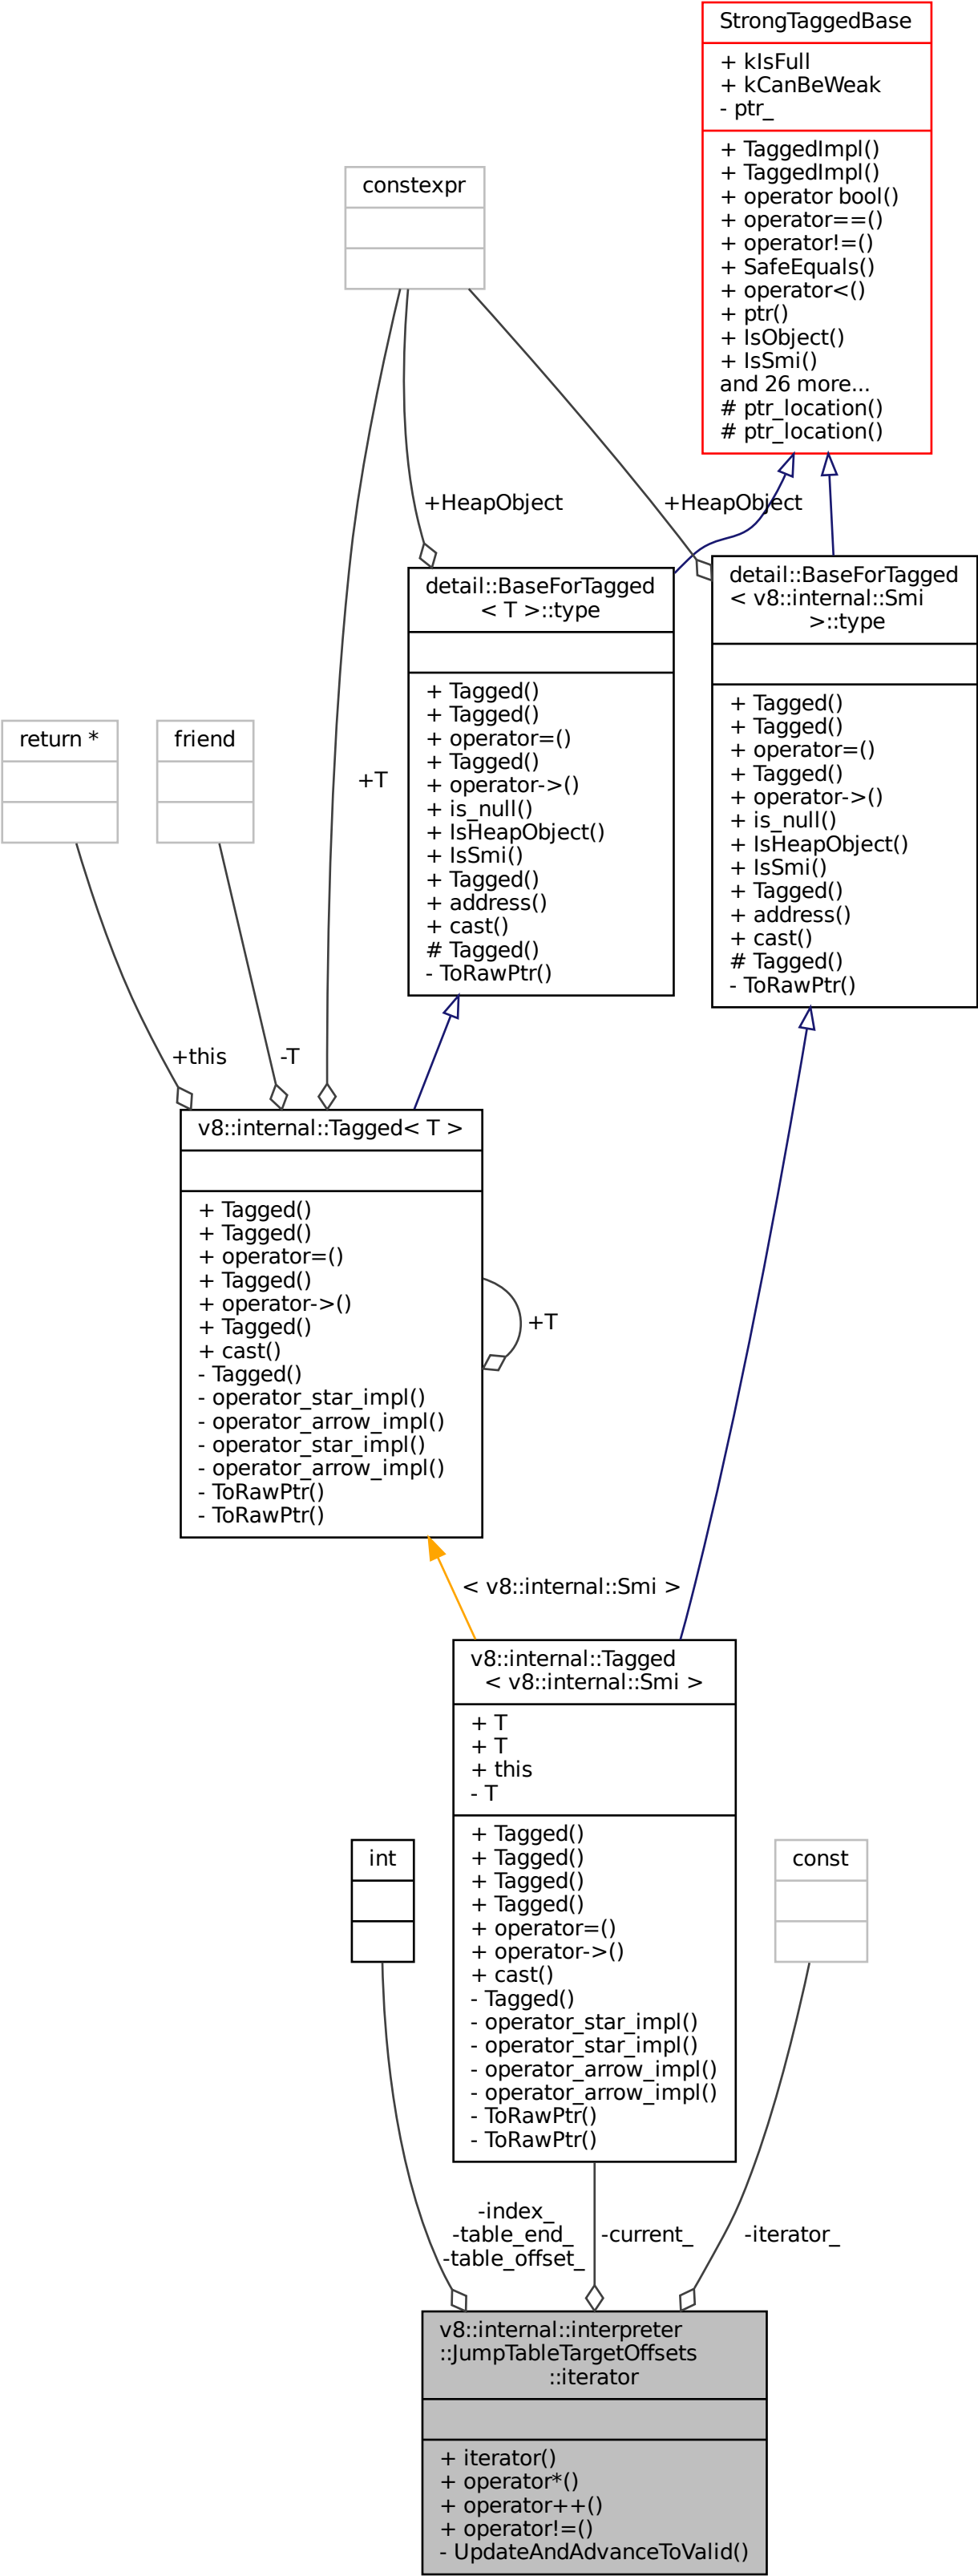 StrongTaggedBase
+ kIsFull
+ kCanBeWeak
- ptr_
+ TaggedImpl()
+ TaggedImpl()
+ operator bool()
+ operator==()
+ operator!=()
+ SafeEquals()
+ operator<()
+ ptr()
+ IsObject()
+ IsSmi()
and 26 more...
# ptr_location()
# ptr_location()
constexpr
+HeapObject
+HeapObject
detail::BaseForTagged
< T >::type
+ Tagged()
+ Tagged()
+ operator=()
+ Tagged()
+ operator->()
+ is_null()
+ IsHeapObject()
+ IsSmi()
+ Tagged()
+ address()
+ cast()
# Tagged()
- ToRawPtr()
detail::BaseForTagged
< v8::internal::Smi
>::type
+ Tagged()
+ Tagged()
+ operator=()
+ Tagged()
+ operator->()
+ is_null()
+ IsHeapObject()
+ IsSmi()
+ Tagged()
+ address()
+ cast()
# Tagged()
- ToRawPtr()
return *
friend
+T
+this
-T
v8::internal::Tagged< T >
+ Tagged()
+ Tagged()
+ operator=()
+ Tagged()
+ operator->()
+ Tagged()
+ cast()
- Tagged()
- operator_star_impl()
- operator_arrow_impl()
- operator_star_impl()
- operator_arrow_impl()
- ToRawPtr()
- ToRawPtr()
+T
< v8::internal::Smi >
v8::internal::Tagged
< v8::internal::Smi >
+ T
+ T
+ this
- T
+ Tagged()
+ Tagged()
+ Tagged()
+ Tagged()
+ operator=()
+ operator->()
+ cast()
- Tagged()
- operator_star_impl()
- operator_star_impl()
- operator_arrow_impl()
- operator_arrow_impl()
- ToRawPtr()
- ToRawPtr()
int
const
-index_
-table_end_
-table_offset_
-current_
-iterator_
v8::internal::interpreter
::JumpTableTargetOffsets
::iterator
+ iterator()
+ operator*()
+ operator++()
+ operator!=()
- UpdateAndAdvanceToValid()